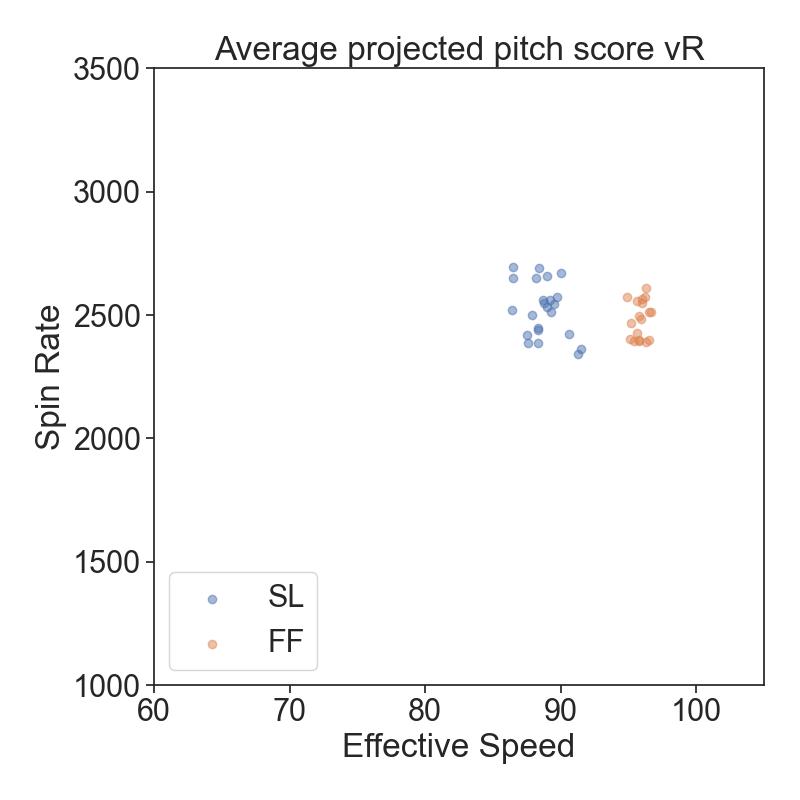 Average projected pitch score vR
3500
3000
2500
2000
1500
1000
Spin Rate
SL
FF
60 70 80 90 100
Effective Speed